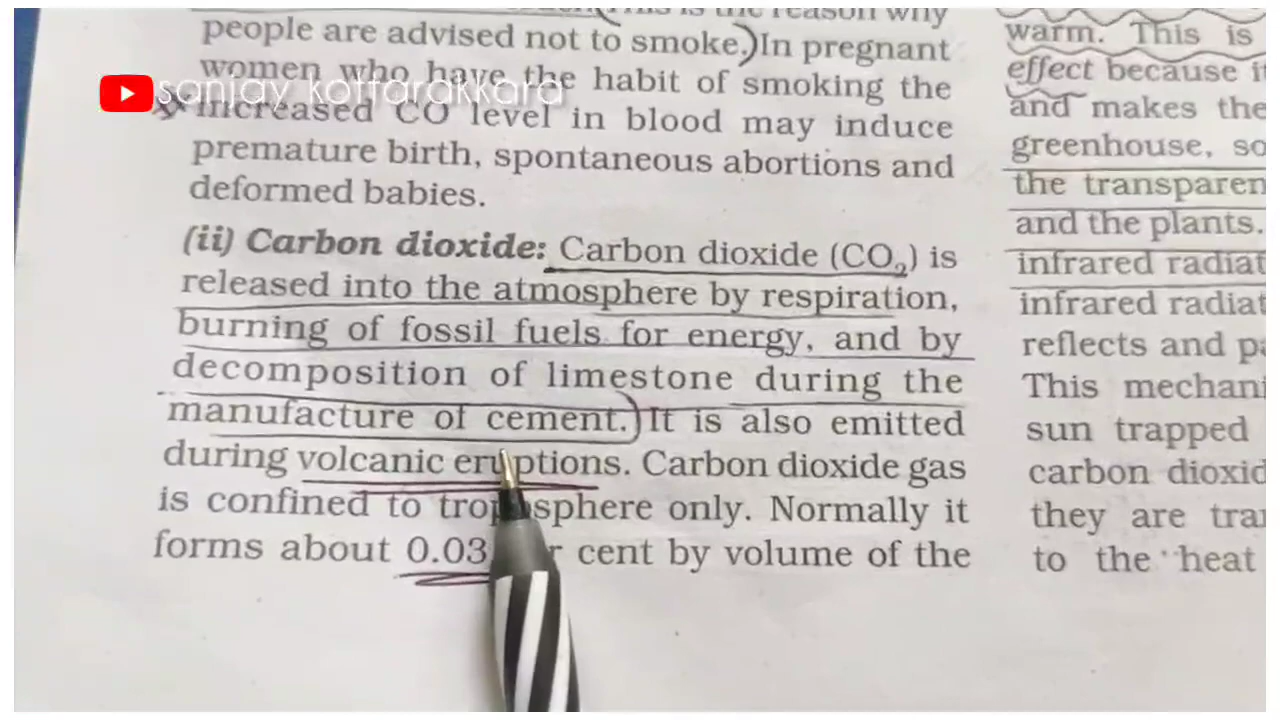 This is the reason why
people are advised not to smoke. In pregnant
women who have the habit of smoking the
increased CO level in blood may induce
premature birth, spontaneous abortions and
deformed babies.
(ii) Carbon dioxide: Carbon dioxide (CO₂) is
released into the atmosphere by respiration,
burning of fossil fuels for energy, and by
decomposition of limestone during the
manufacture of cement. It is also emitted
during volcanic eruptions. Carbon dioxide gas
is confined to troposphere only. Normally it
forms about 0.03 cent by volume of the
warm. This is
effect because
and makes the
greenhouse, so
the
and the plants.
infrared
infrared
reflects and
This
sun trapped
carbon
they are
to the heat
sanjay kottarakkara